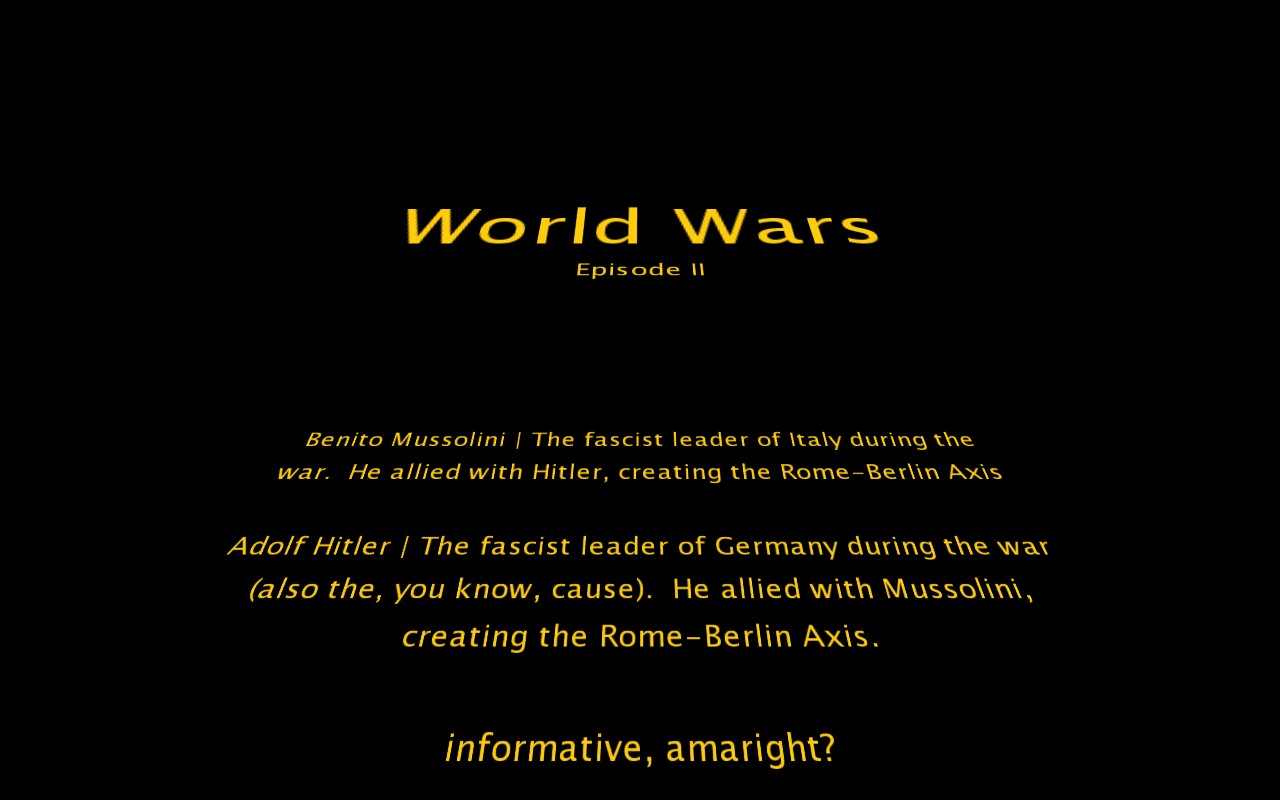 World Wars
Episode II
Benito Mussolini | The fascist leader of Italy during the
war.  He allied with Hitler, creating the Rome-Berlin Axis
Adolf Hitler | The fascist leader of Germany during the war
(also the, you know, cause).  He allied with Mussolini,
creating the Rome-Berlin Axis.
informative, amaright?